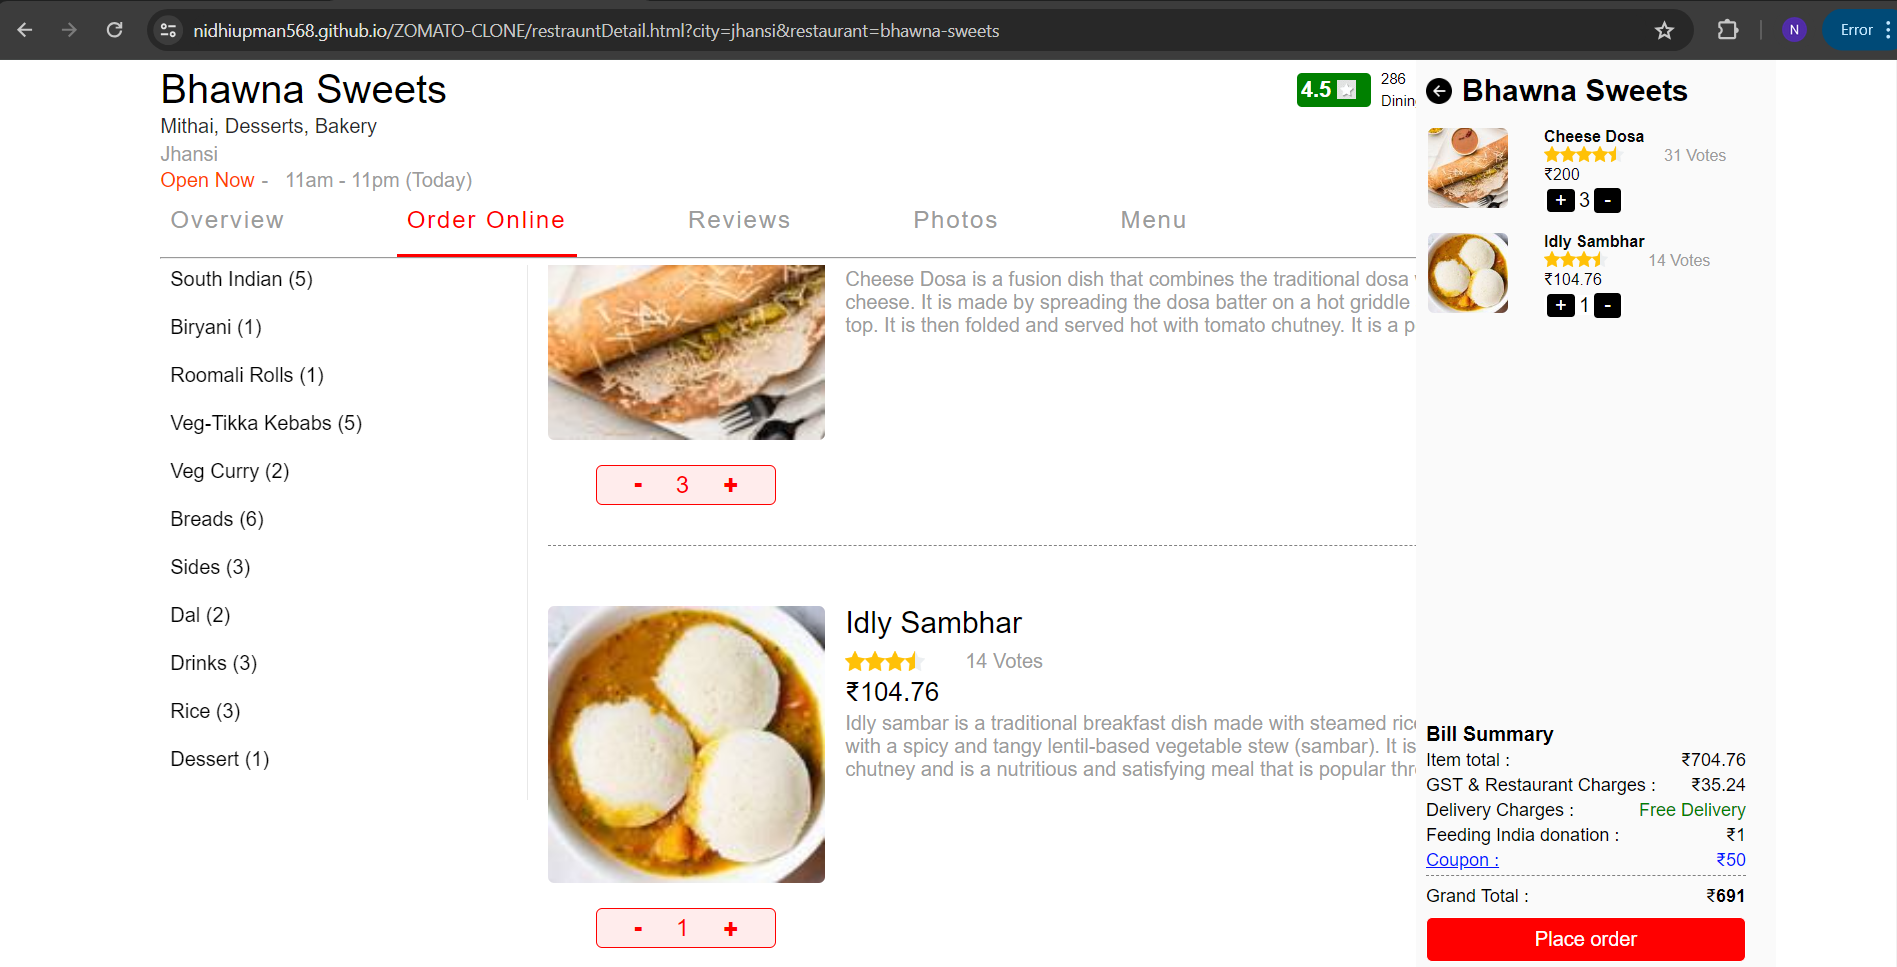 nidhiupman568.github.io/ZOMATO-CLONE/restrauntDetail.html?city=jhansi&restaurant=bhawna-sweets
N
Error
Bhawna Sweets
4.5
286
Dining
Mithai, Desserts, Bakery
Jhansi
Open Now - 11am - 11pm (Today)
Overview
Order Online
Reviews
Photos
Menu
South Indian (5)
Biryani (1)
Roomali Rolls (1)
Veg-Tikka Kebabs (5)
Veg Curry (2)
Breads (6)
Sides (3)
Dal (2)
Drinks (3)
Rice (3)
Dessert (1)
Cheese Dosa is a fusion dish that combines the traditional dosa
cheese. It is made by spreading the dosa batter on a hot griddle
top. It is then folded and served hot with tomato chutney. It is a
- 3 +
Idly Sambhar
14 Votes
₹104.76
Idly sambar is a traditional breakfast dish made with steamed
with a spicy and tangy lentil-based vegetable stew (sambar). It is
chutney and is a nutritious and satisfying meal that is popular
- 1 +
Bhawna Sweets
Cheese Dosa
31 Votes
₹200
+ 3 -
Idly Sambhar
14 Votes
₹104.76
+ 1 -
Bill Summary
Item total : ₹704.76
GST & Restaurant Charges : ₹35.24
Delivery Charges : Free Delivery
Feeding India donation : ₹1
Coupon : ₹50
Grand Total : ₹691
Place order